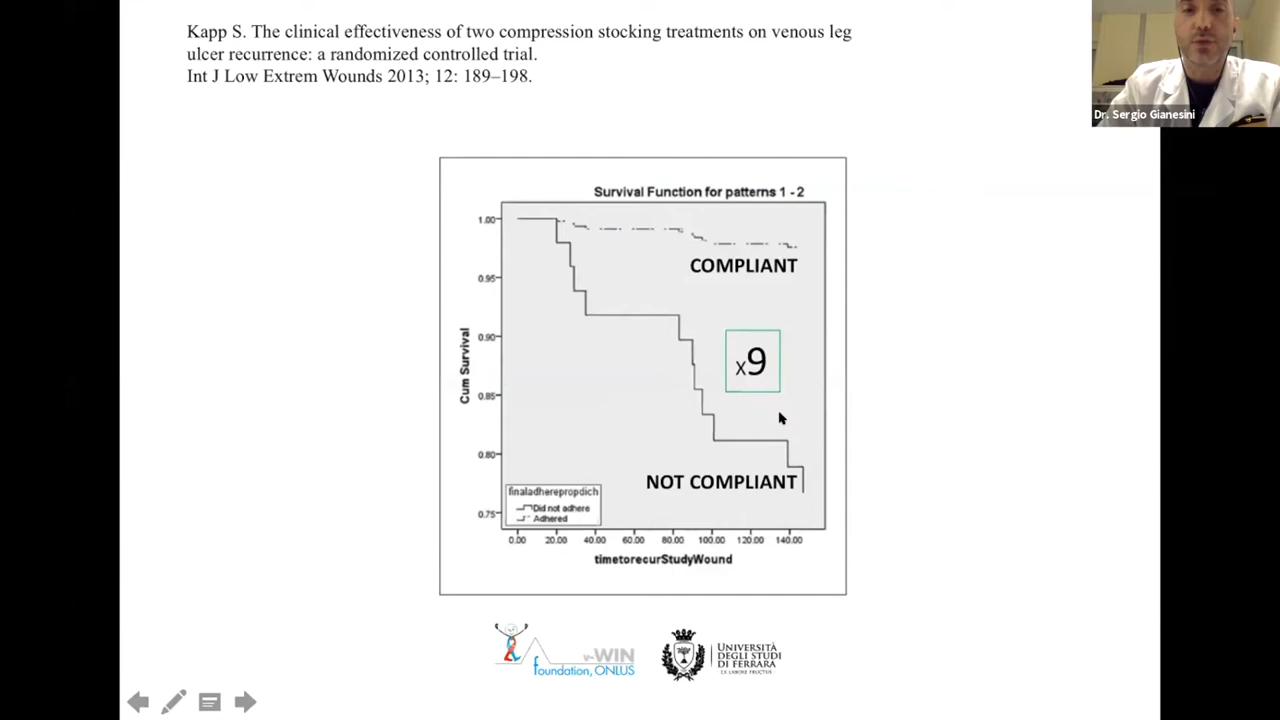 Kapp S. The clinical effectiveness of two compression stocking treatments on venous leg
ulcer recurrence: a randomized controlled trial.
Int J Low Extrem Wounds 2013; 12: 189–198.
Dr. Sergio Gianesini
Survival Function for patterns 1 - 2
1.00
0.95
0.90
0.85
0.80
0.75
Cum Survival
COMPLIANT
x9
NOT COMPLIANT
finaladherepropdich
Did not adhere
Adhered
0.00 20.00 40.00 60.00 80.00 100.00 120.00 140.00
timetorecurStudyWound
v-WIN
foundation, ONLUS
UNIVERSITÀ
DEGLI STUDI
DI FERRARA
EX LABORE FRUCTUS